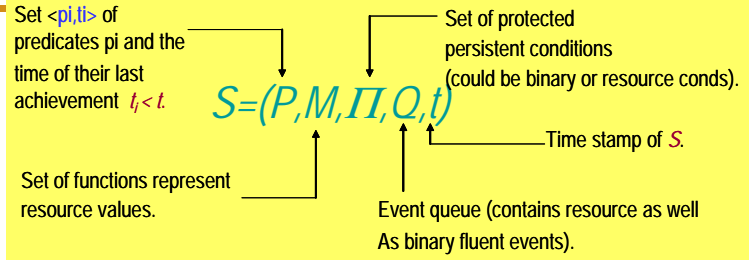 Set <pi,ti> of
predicates pi and the
time of their last
achievement ti < t.
Set of protected
persistent conditions
(could be binary or resource conds).
S=(P,M,Π,Q,t)
Time stamp of S.
Set of functions represent
resource values.
Event queue (contains resource as well
As binary fluent events).